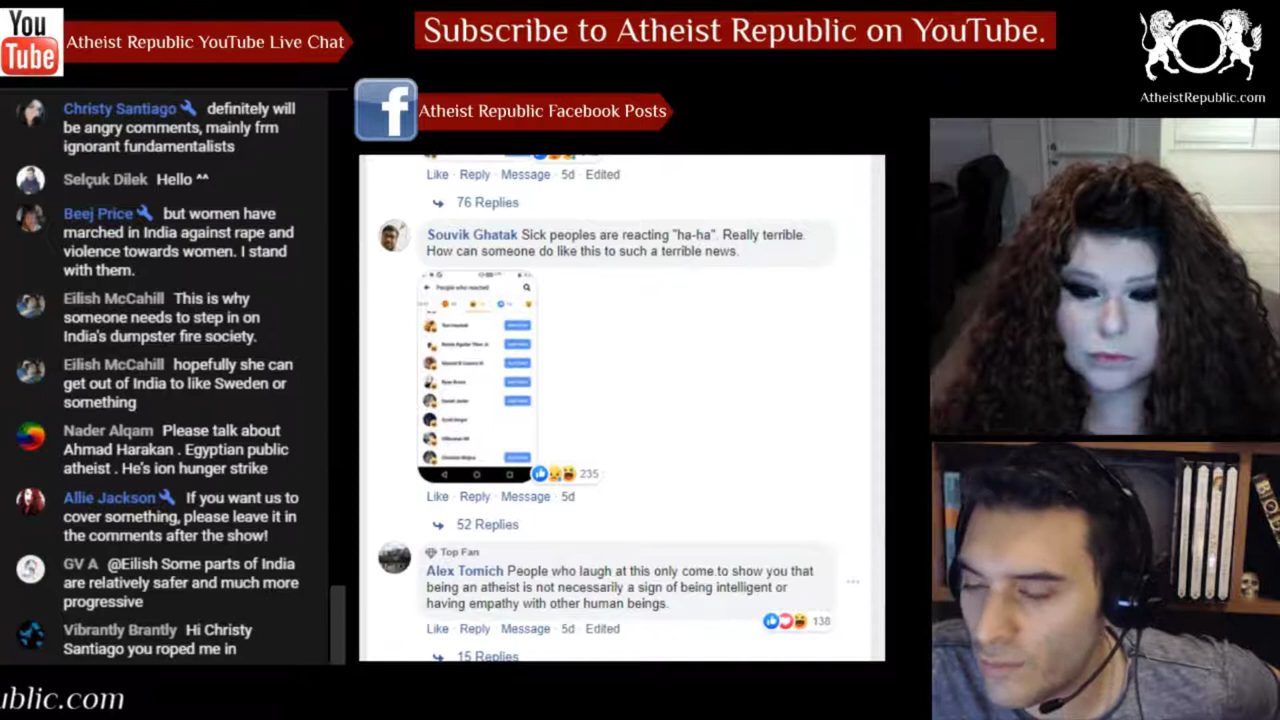 You
Tube
Atheist Republic YouTube Live Chat
Subscribe to Atheist Republic on YouTube.
AtheistRepublic.com
Christy Santiago definitely will
be angry comments, mainly frm
ignorant fundamentalists
Selçuk Dilek Hello ^^
Beej Price but women have
marched in India against rape and
violence towards women. I stand
with them.
Eilish McCahill This is why
someone needs to step in on
India's dumpster fire society.
Eilish McCahill hopefully she can
get out of India to like Sweden or
something
Nader Alqam Please talk about
Ahmad Harakan . Egyptian public
atheist . He's ion hunger strike
Allie Jackson If you want us to
cover something, please leave it in
the comments after the show!
GV A @Eilish Some parts of India
are relatively safer and much more
progressive
Vibrantly Brantly Hi Christy
Santiago you roped me in
ublic.com
f
Atheist Republic Facebook Posts
Like · Reply · Message · 5d · Edited
76 Replies
Souvik Ghatak Sick peoples are reacting "ha-ha". Really terrible.
How can someone do like this to such a terrible news.
People who reacted
235
Like · Reply · Message · 5d
52 Replies
Top Fan
Alex Tomich People who laugh at this only come to show you that
being an atheist is not necessarily a sign of being intelligent or
having empathy with other human beings.
138
Like · Reply · Message · 5d · Edited
15 Replies